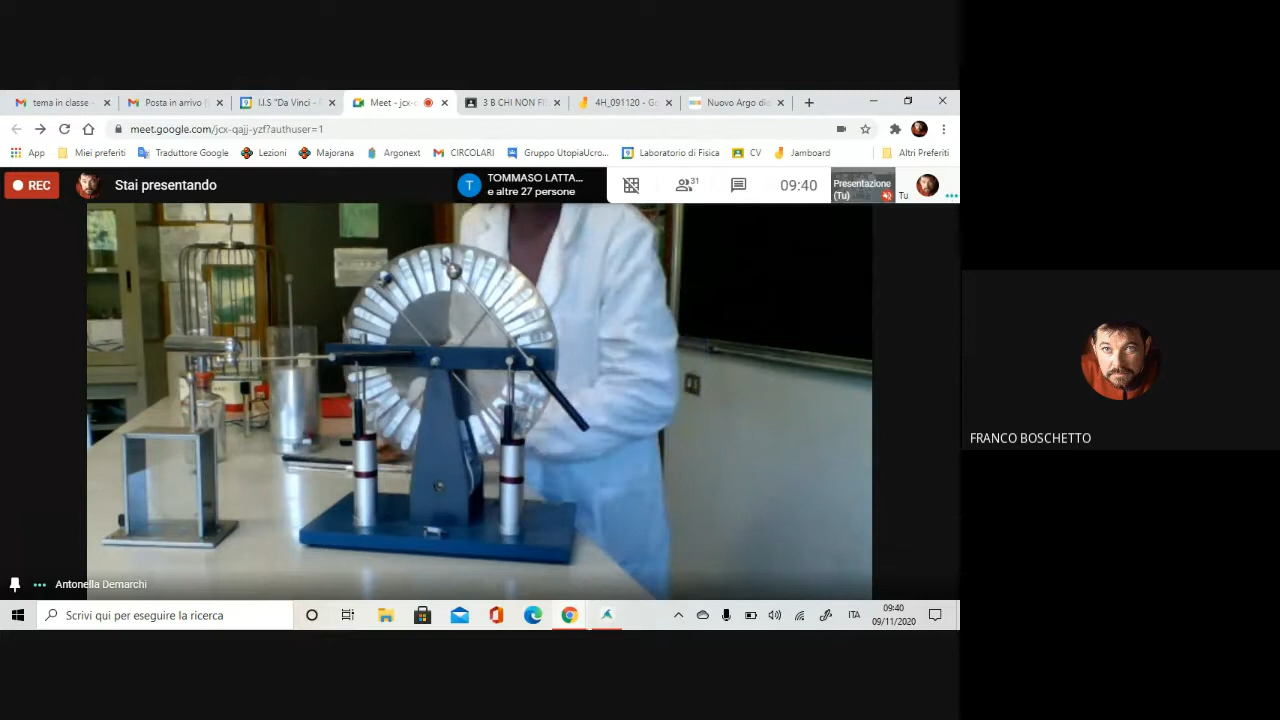 tema in classe -
Posta in arrivo (
I.I.S "Da Vinci -
Meet - jcx-q
3 B CHI NON FI
4H_091120 - Go
Nuovo Argo di
meet.google.com/jcx-qajj-yzf?authuser=1
App
Miei preferiti
Traduttore Google
Lezioni
Majorana
Argonext
CIRCOLARI
Gruppo UtopiaUcro...
Laboratorio di Fisica
CV
Jamboard
Altri Preferiti
REC
Stai presentando
T
TOMMASO LATTA...
e altre 27 persone
31
09:40
Presentazione
(Tu)
Tu
Antonella Demarchi
FRANCO BOSCHETTO
Scrivi qui per eseguire la ricerca
ITA
09:40
09/11/2020